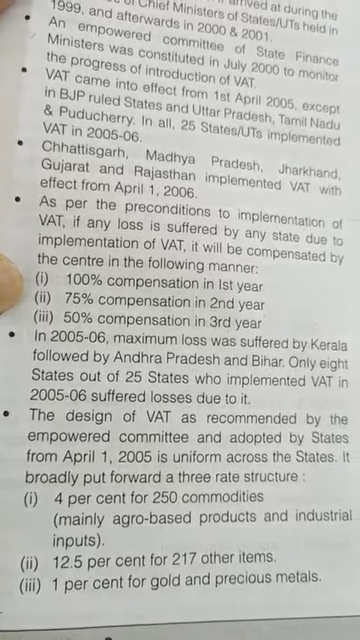 arrived at during the
of Chief Ministers of States/UTs held in
1999, and afterwards in 2000 & 2001.
• An empowered committee of State Finance
Ministers was constituted in July 2000 to monitor
the progress of introduction of VAT.
• VAT came into effect from 1st April 2005, except
in BJP ruled States and Uttar Pradesh, Tamil Nadu
& Puducherry. In all, 25 States/UTs implemented
VAT in 2005-06.
• Chhattisgarh, Madhya Pradesh, Jharkhand,
Gujarat and Rajasthan implemented VAT with
effect from April 1, 2006.
• As per the preconditions to implementation of
VAT, if any loss is suffered by any state due to
implementation of VAT, it will be compensated by
the centre in the following manner:
(i) 100% compensation in Ist year
(ii) 75% compensation in 2nd year
(iii) 50% compensation in 3rd year
• In 2005-06, maximum loss was suffered by Kerala
followed by Andhra Pradesh and Bihar. Only eight
States out of 25 States who implemented VAT in
2005-06 suffered losses due to it.
• The design of VAT as recommended by the
empowered committee and adopted by States
from April 1, 2005 is uniform across the States. It
broadly put forward a three rate structure :
(i) 4 per cent for 250 commodities
(mainly agro-based products and industrial
inputs).
(ii) 12.5 per cent for 217 other items.
(iii) 1 per cent for gold and precious metals.